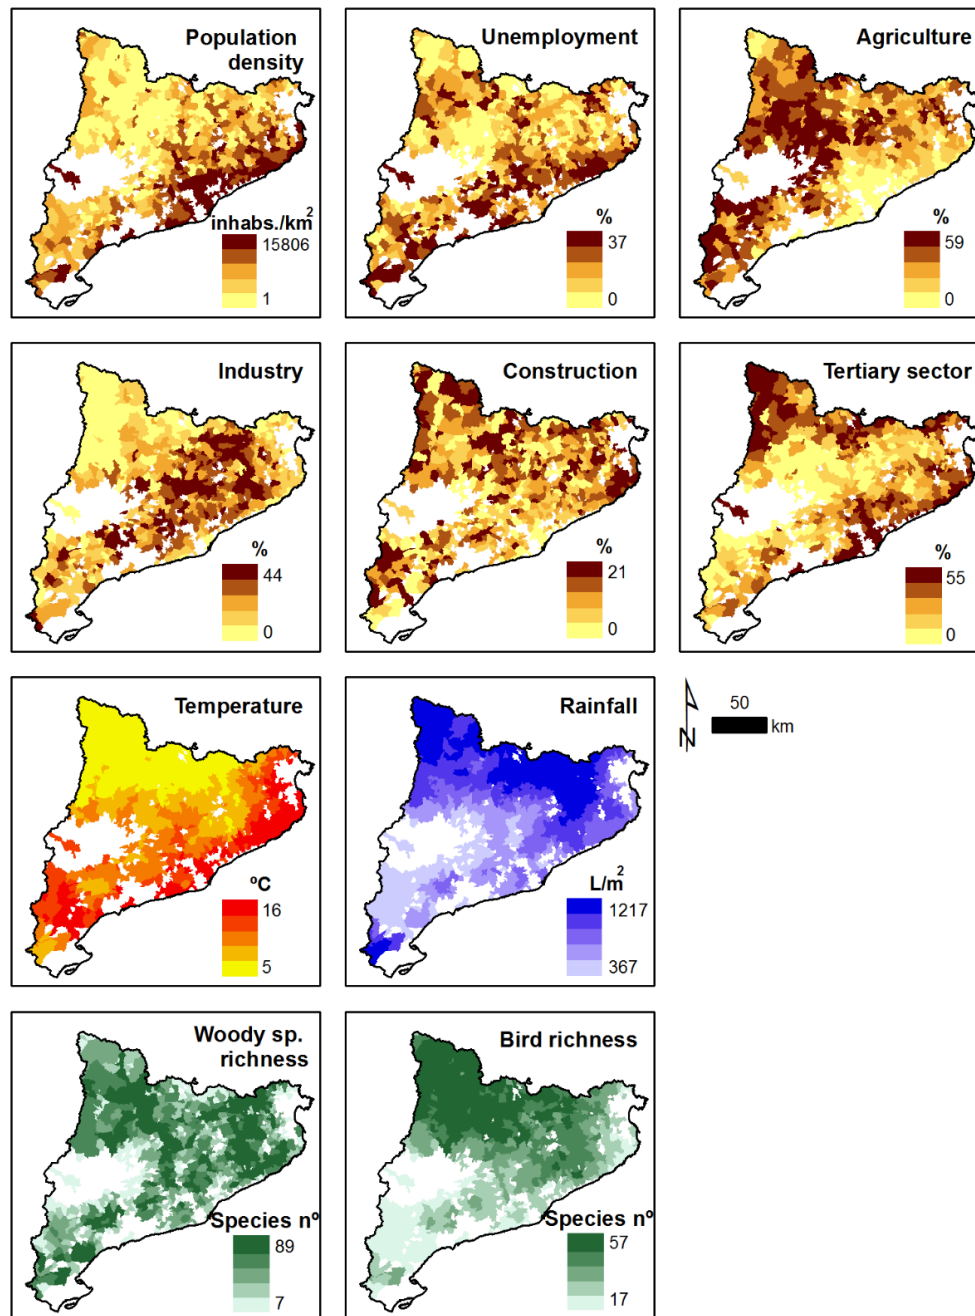 Population
density
inhabs./km²
15806
1
Unemployment
%
37
0
Agriculture
%
59
0
Industry
%
44
0
Construction
%
21
0
Tertiary sector
%
55
0
Temperature
ºC
16
5
Rainfall
L/m²
1217
367
N
50
km
Woody sp.
richness
Species nº
89
7
Bird richness
Species nº
57
17